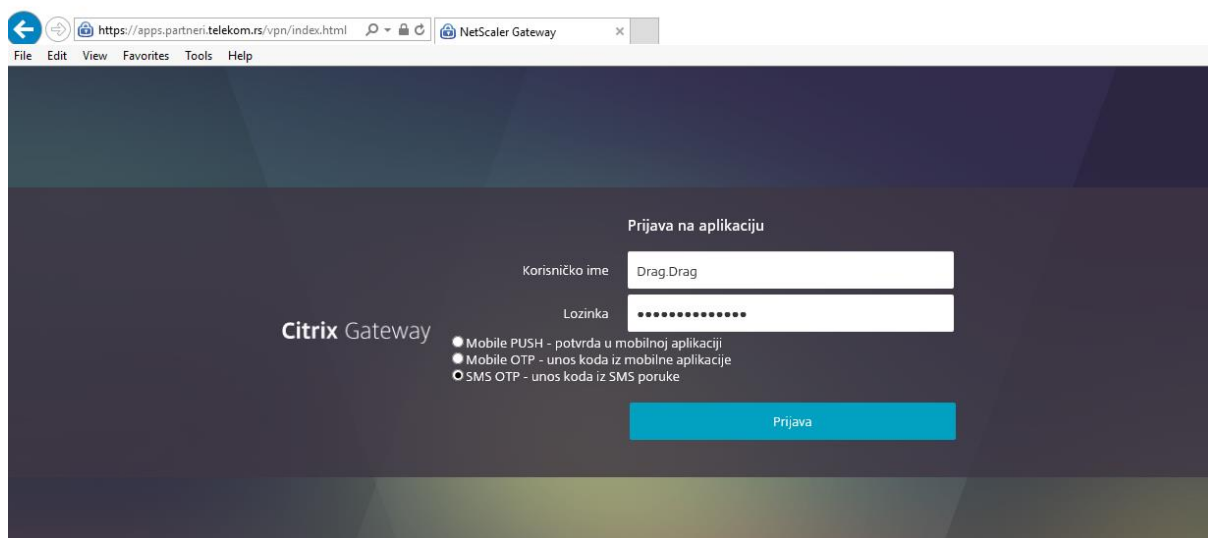 https://apps.partneri.telekom.rs/vpn/index.html NetScaler Gateway
File Edit View Favorites Tools Help
Prijava na aplikaciju
Korisničko ime Drag.Drag
Lozinka ••••••••••••••
Citrix Gateway
Mobile PUSH - potvrda u mobilnoj aplikaciji
Mobile OTP - unos koda iz mobilne aplikacije
SMS OTP - unos koda iz SMS poruke
Prijava